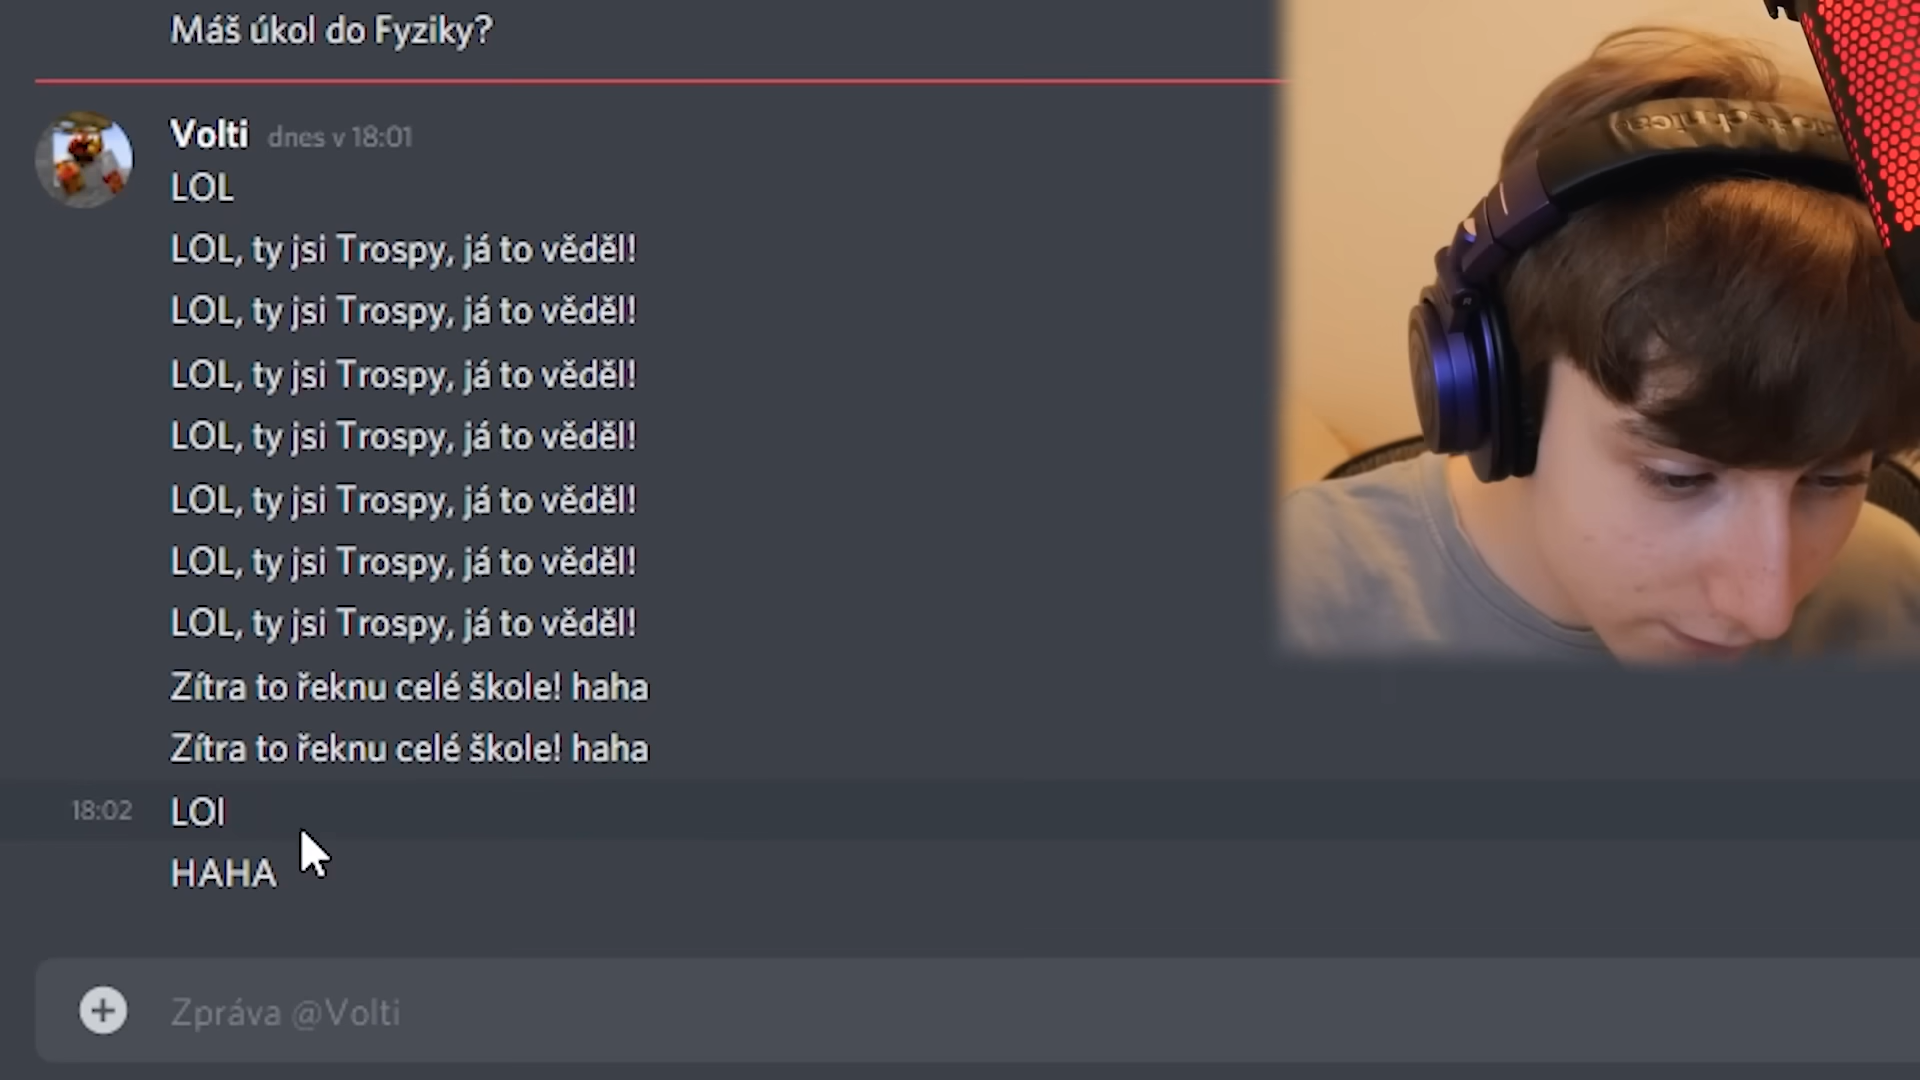 Máš úkol do Fyziky?
Volti dnes v 18:01
LOL
LOL, ty jsi Trospy, já to věděl!
LOL, ty jsi Trospy, já to věděl!
LOL, ty jsi Trospy, já to věděl!
LOL, ty jsi Trospy, já to věděl!
LOL, ty jsi Trospy, já to věděl!
LOL, ty jsi Trospy, já to věděl!
LOL, ty jsi Trospy, já to věděl!
Zítra to řeknu celé škole! haha
Zítra to řeknu celé škole! haha
18:02 LOl
HAHA
Zpráva @Volti